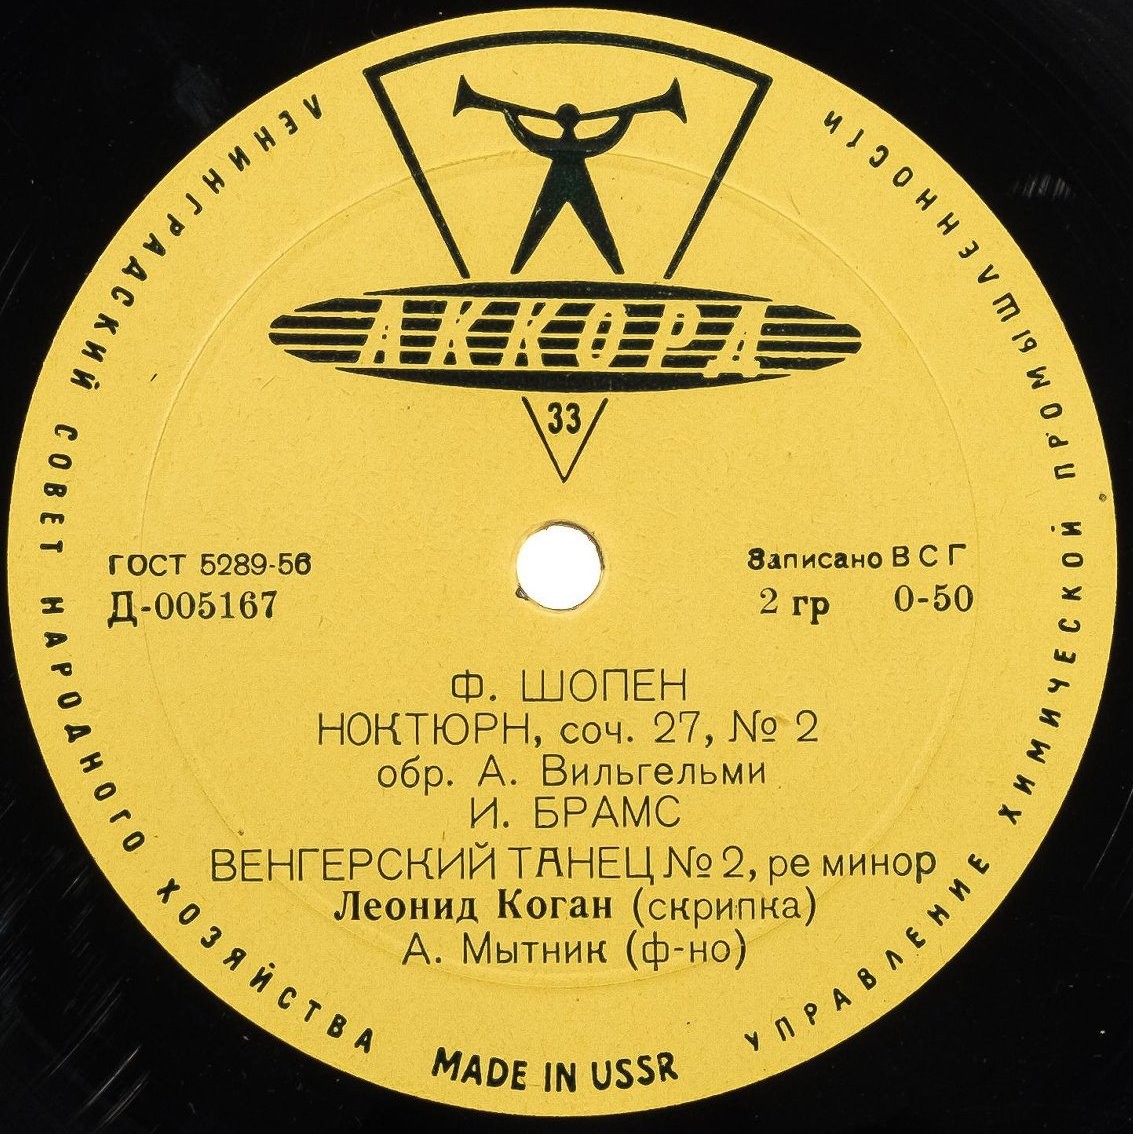 ЛЕНИНГРАДСКИЙ СОВЕТ НАРОДНОГО ХОЗЯЙСТВА
УПРАВЛЕНИЕ ХИМИЧЕСКОЙ ПРОМЫШЛЕННОСТИ
АККОРД
33
ГОСТ 5289-56
Д-005167
Записано ВСГ
2 гр 0-50
Ф. ШОПЕН
НОКТЮРН, соч. 27, № 2
обр. А. Вильгельми
И. БРАМС
ВЕНГЕРСКИЙ ТАНЕЦ № 2, ре минор
Леонид Коган (скрипка)
А. Мытник (ф-но)
MADE IN USSR